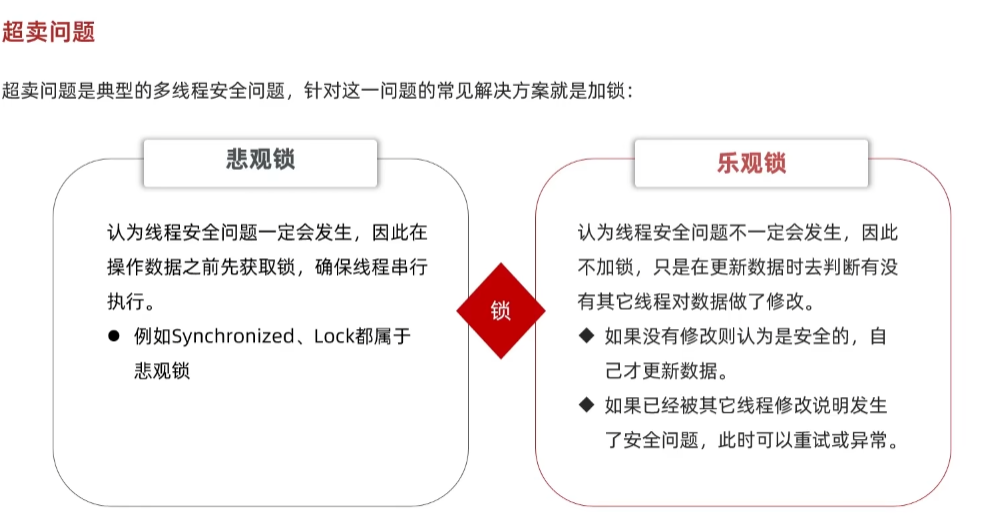 超卖问题
超卖问题是典型的多线程安全问题，针对这一问题的常见解决方案就是加锁：
悲观锁
认为线程安全问题一定会发生，因此在
操作数据之前先获取锁，确保线程串行
执行。
● 例如Synchronized、Lock都属于
悲观锁
锁
乐观锁
认为线程安全问题不一定会发生，因此
不加锁，只是在更新数据时去判断有没
有其它线程对数据做了修改。
◆ 如果没有修改则认为是安全的，自
己才更新数据。
◆ 如果已经被其它线程修改说明发生
了安全问题，此时可以重试或异常。